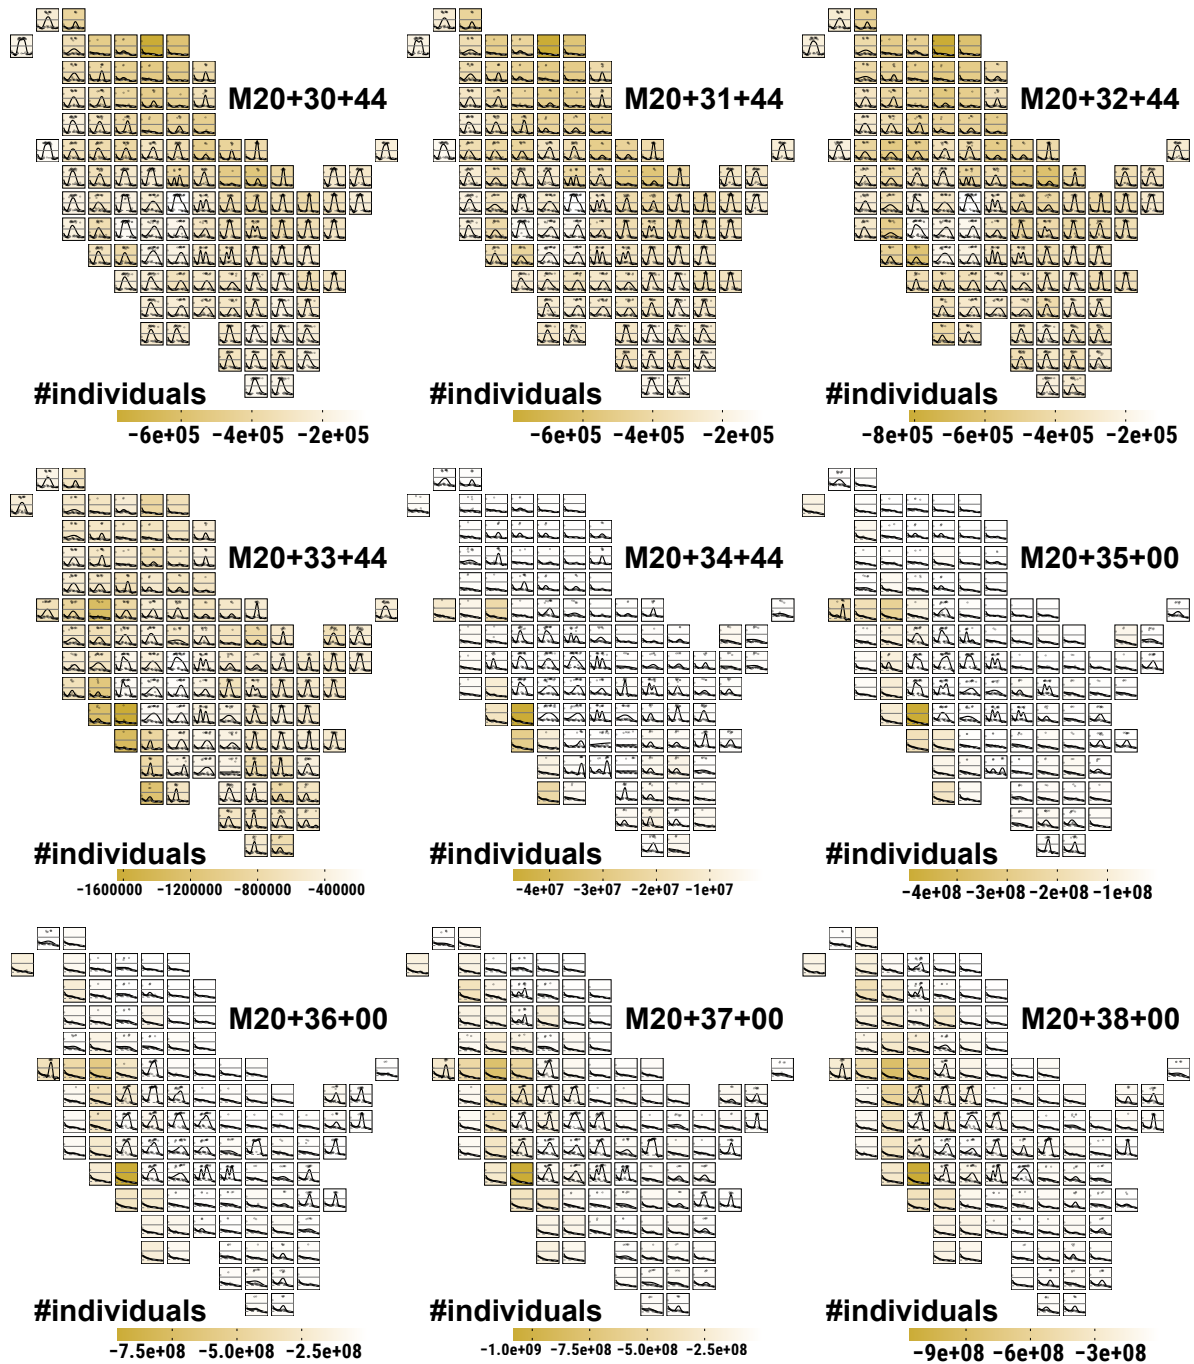 M20+30+44
M20+31+44
M20+32+44
#individuals
−6e+05 −4e+05 −2e+05
#individuals
−6e+05 −4e+05 −2e+05
#individuals
−8e+05 −6e+05 −4e+05 −2e+05
M20+33+44
M20+34+44
M20+35+00
#individuals
−1600000 −1200000 −800000 −400000
#individuals
−4e+07 −3e+07 −2e+07 −1e+07
#individuals
−4e+08 −3e+08 −2e+08 −1e+08
M20+36+00
M20+37+00
M20+38+00
#individuals
−7.5e+08 −5.0e+08 −2.5e+08
#individuals
−1.0e+09 −7.5e+08 −5.0e+08 −2.5e+08
#individuals
−9e+08 −6e+08 −3e+08